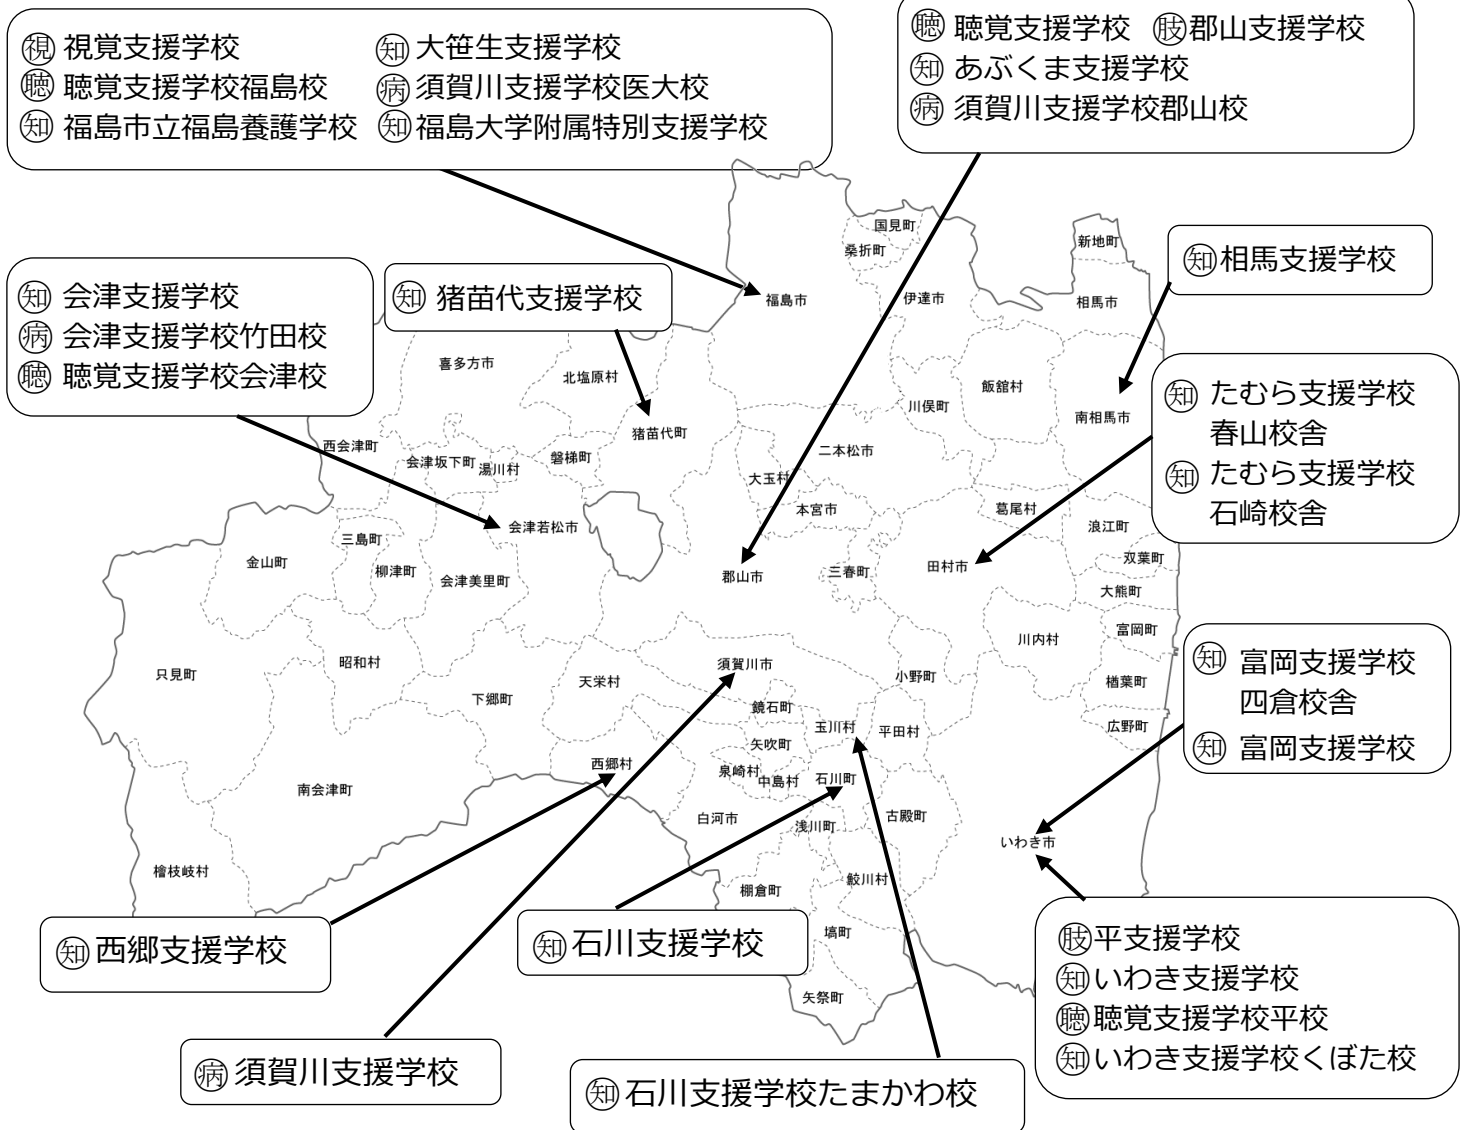 ㊙視 視覚支援学校
聴 聴覚支援学校福島校
知 福島市立福島養護学校
知 大笹生支援学校
病 須賀川支援学校医大校
知 福島大学附属特別支援学校
聴 聴覚支援学校 肢 郡山支援学校
知 あぶくま支援学校
病 須賀川支援学校郡山校
知 相馬支援学校
知 会津支援学校
病 会津支援学校竹田校
聴 聴覚支援学校会津校
知 猪苗代支援学校
知 たむら支援学校
春山校舎
知 たむら支援学校
石崎校舎
知 富岡支援学校
四倉校舎
知 富岡支援学校
肢 平支援学校
知 いわき支援学校
聴 聴覚支援学校平校
知 いわき支援学校くぼた校
知 西郷支援学校
知 石川支援学校
病 須賀川支援学校
知 石川支援学校たまかわ校
国見町
桑折町
新地町
福島市
伊達市
相馬市
喜多方市
北塩原村
飯舘村
川俣町
南相馬市
西会津町
猪苗代町
二本松市
会津坂下町
湯川村
磐梯町
大玉村
本宮市
葛尾村
浪江町
会津若松市
三島町
金山町
柳津町
会津美里町
郡山市
三春町
田村市
双葉町
大熊町
富岡町
川内村
只見町
昭和村
下郷町
天栄村
須賀川市
小野町
楢葉町
鏡石町
玉川村
平田村
広野町
矢吹町
西郷村
泉崎村
中島村
石川町
南会津町
白河市
浅川町
古殿町
いわき市
檜枝岐村
棚倉町
鮫川村
塙町
矢祭町